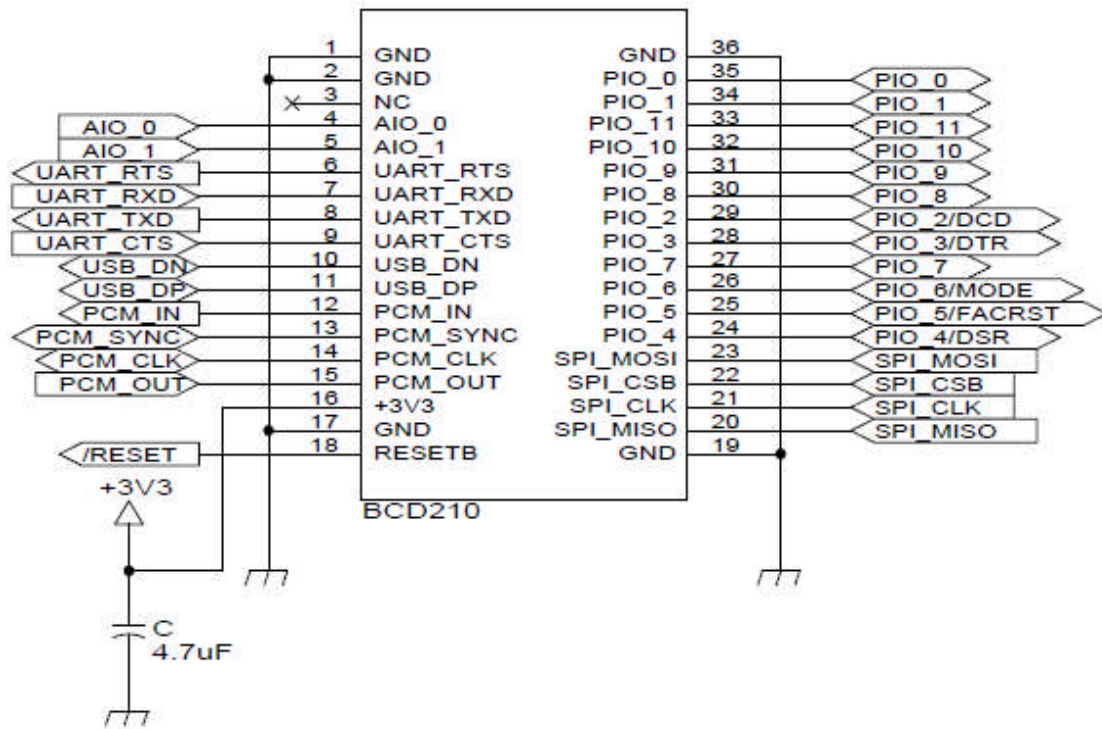 1 GND GND 36
2 GND PIO_0 35 PIO_0
3 NC PIO_1 34 PIO_1
AIO_0 4 AIO_0 PIO_11 33 PIO_11
AIO_1 5 AIO_1 PIO_10 32 PIO_10
UART_RTS 6 UART_RTS PIO_9 31 PIO_9
UART_RXD 7 UART_RXD PIO_8 30 PIO_8
UART_TXD 8 UART_TXD PIO_2 29 PIO_2/DCD
UART_CTS 9 UART_CTS PIO_3 28 PIO_3/DTR
USB_DN 10 USB_DN PIO_7 27 PIO_7
USB_DP 11 USB_DP PIO_6 26 PIO_6/MODE
PCM_IN 12 PCM_IN PIO_5 25 PIO_5/FACRST
PCM_SYNC 13 PCM_SYNC PIO_4 24 PIO_4/DSR
PCM_CLK 14 PCM_CLK SPI_MOSI 23 SPI_MOSI
PCM_OUT 15 PCM_OUT SPI_CSB 22 SPI_CSB
16 +3V3 SPI_CLK 21 SPI_CLK
17 GND SPI_MISO 20 SPI_MISO
/RESET 18 RESETB GND 19
+3V3
BCD210
C
4.7uF